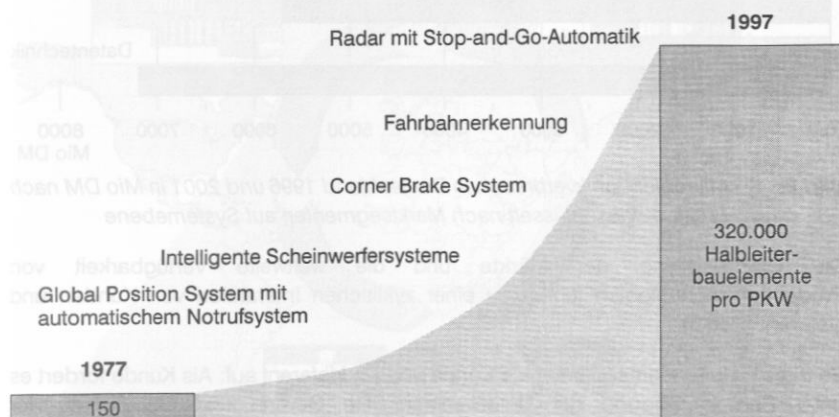 1997
Radar mit Stop-and-Go-Automatik
Fahrbahnerkennung
Corner Brake System
Intelligente Scheinwerfersysteme
Global Position System mit
automatischem Notrufsystem
320.000
Halbleiter-
bauelemente
pro PKW
1977
150